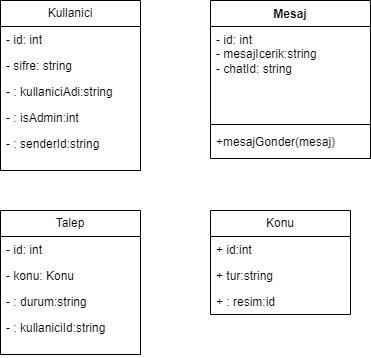 Kullanici
- id: int
- sifre: string
- : kullaniciAdi:string
- : isAdmin:int
- : senderId:string
Mesaj
- id: int
- mesajIcerik:string
- chatId: string
+mesajGonder(mesaj)
Talep
- id: int
- konu: Konu
- : durum:string
- : kullaniciId:string
Konu
+ id:int
+ tur:string
+ : resim:id